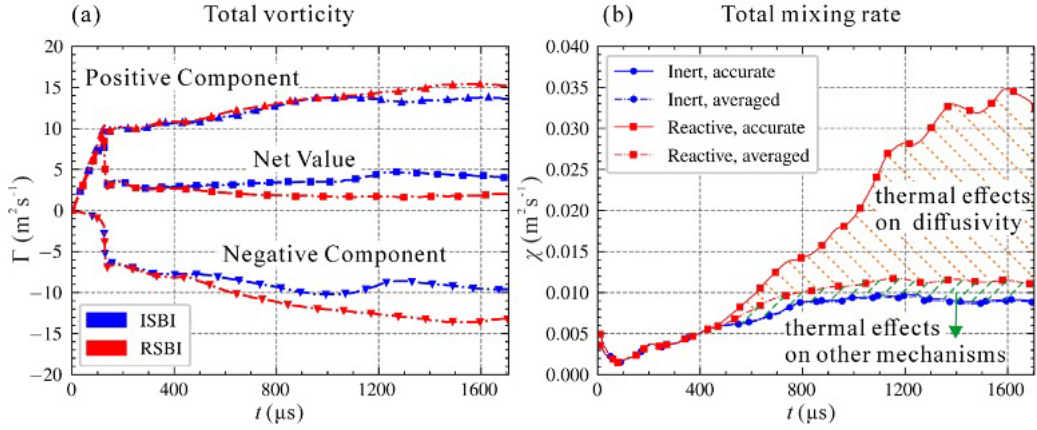 (a) Total vorticity
20
15
10
5
0
−5
−10
−15
−20
Γ (m² s⁻¹)
Positive Component
Net Value
Negative Component
ISBI
RSBI
0 400 800 1200 1600
t (μs)
(b) Total mixing rate
0.040
0.035
0.030
0.025
0.020
0.015
0.010
0.005
0.000
χ (m² s⁻¹)
Inert, accurate
Inert, averaged
Reactive, accurate
Reactive, averaged
thermal effects
on diffusivity
thermal effects
on other mechanisms
0 400 800 1200 1600
t (μs)